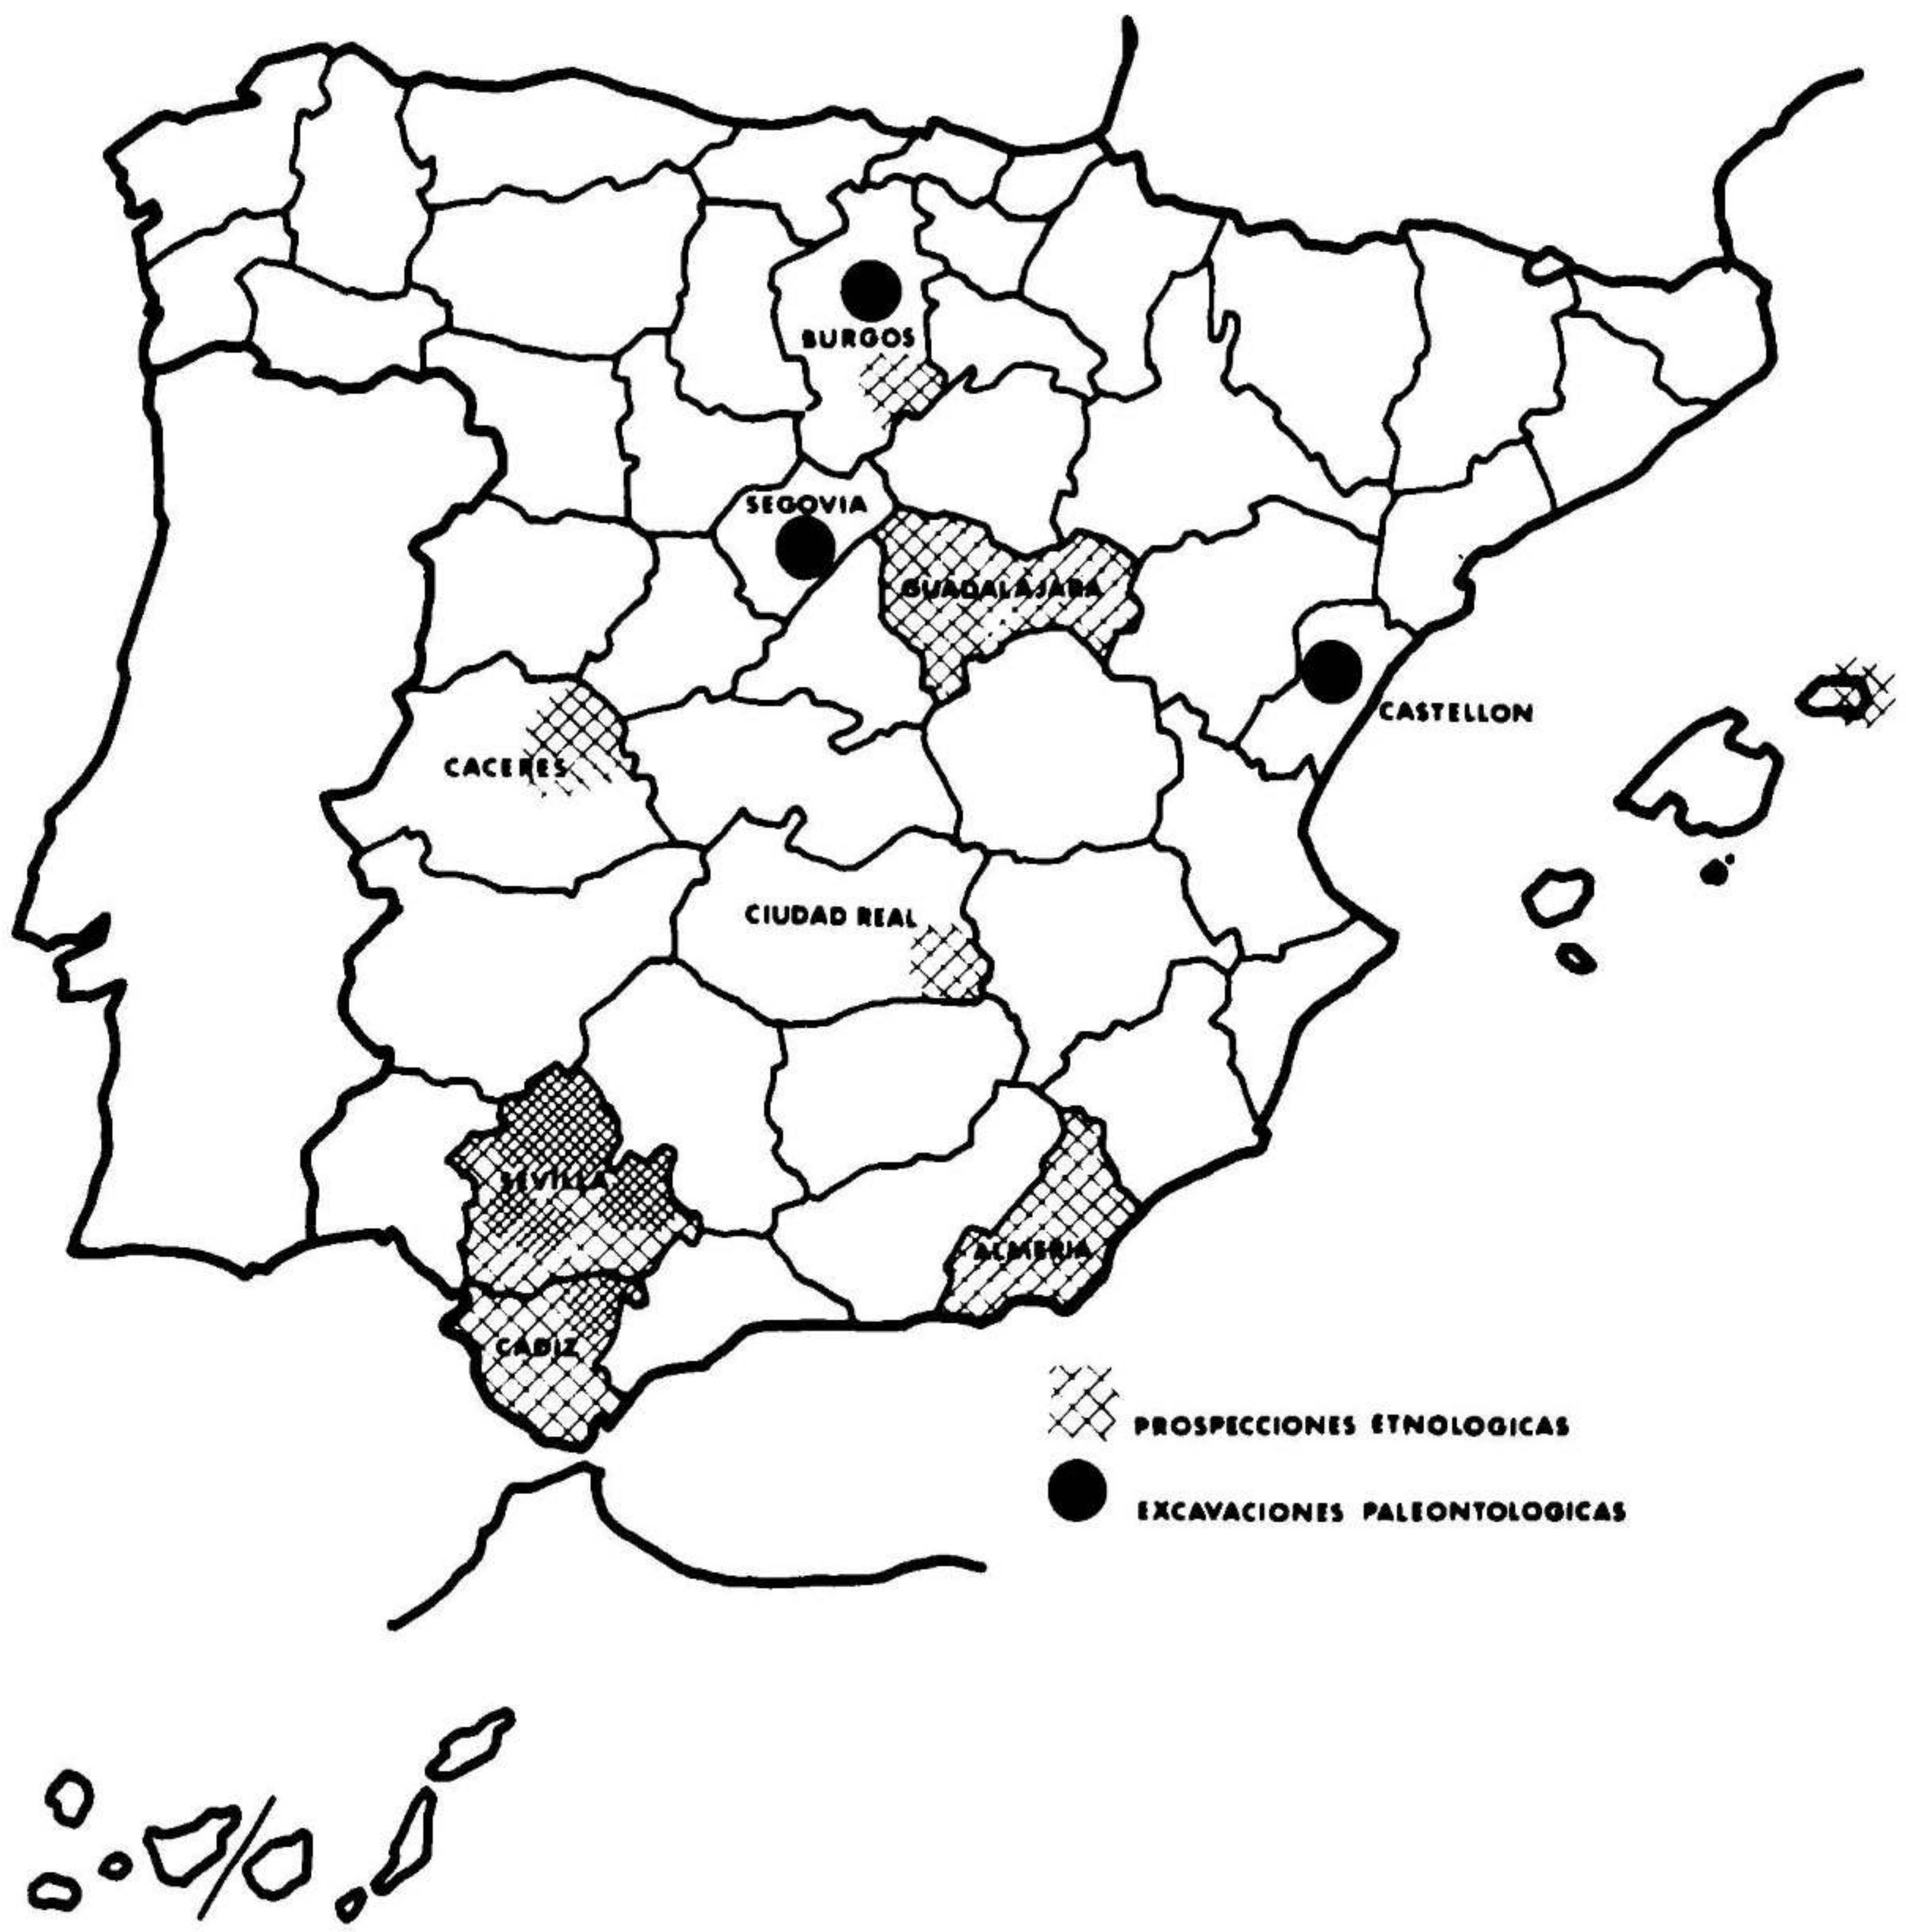 BURGOS
SEGOVIA
GUADALAJARA
CASTELLON
CACERES
CIUDAD REAL
SEVILLA
ALMERIA
CADIZ
PROSPECCIONES ETNOLOGICAS
EXCAVACIONES PALEONTOLOGICAS